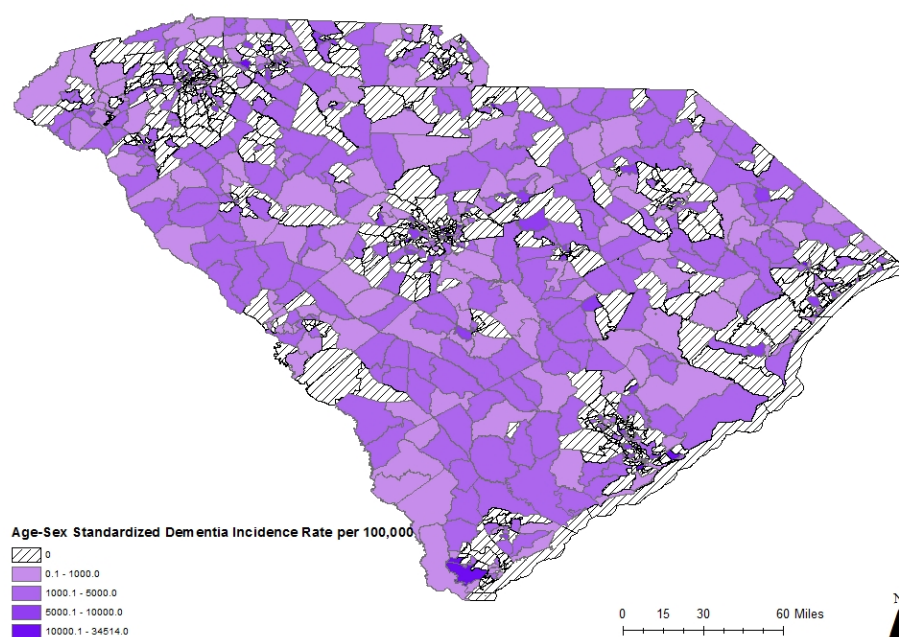 Age-Sex Standardized Dementia Incidence Rate per 100,000
0
0.1 - 1000.0
1000.1 - 5000.0
5000.1 - 10000.0
10000.1 - 34514.0
0 15 30 60 Miles
N